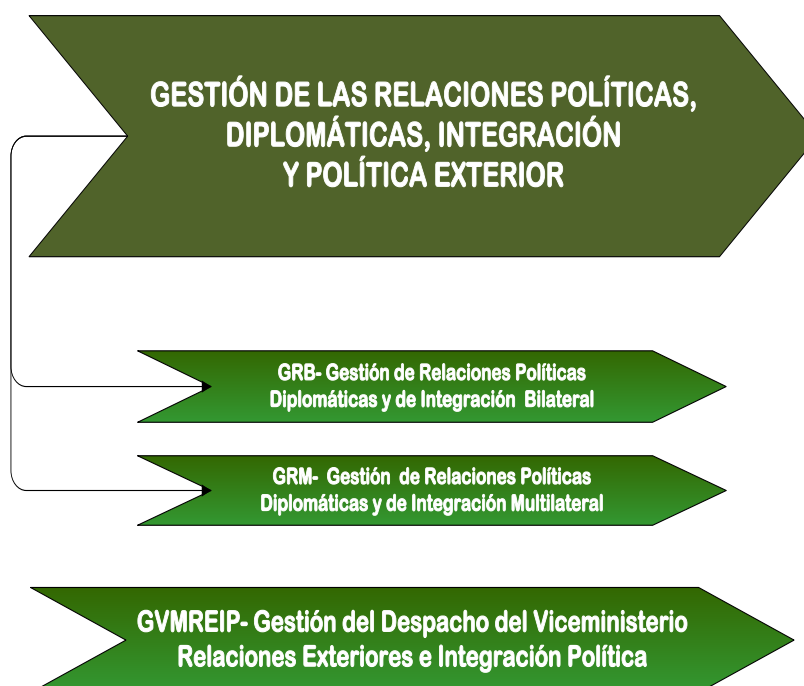 GESTIÓN DE LAS RELACIONES POLÍTICAS,
DIPLOMÁTICAS, INTEGRACIÓN
Y POLÍTICA EXTERIOR
GRB- Gestión de Relaciones Políticas
Diplomáticas y de Integración Bilateral
GRM- Gestión de Relaciones Políticas
Diplomáticas y de Integración Multilateral
GVMREIP- Gestión del Despacho del Viceministerio
Relaciones Exteriores e Integración Política